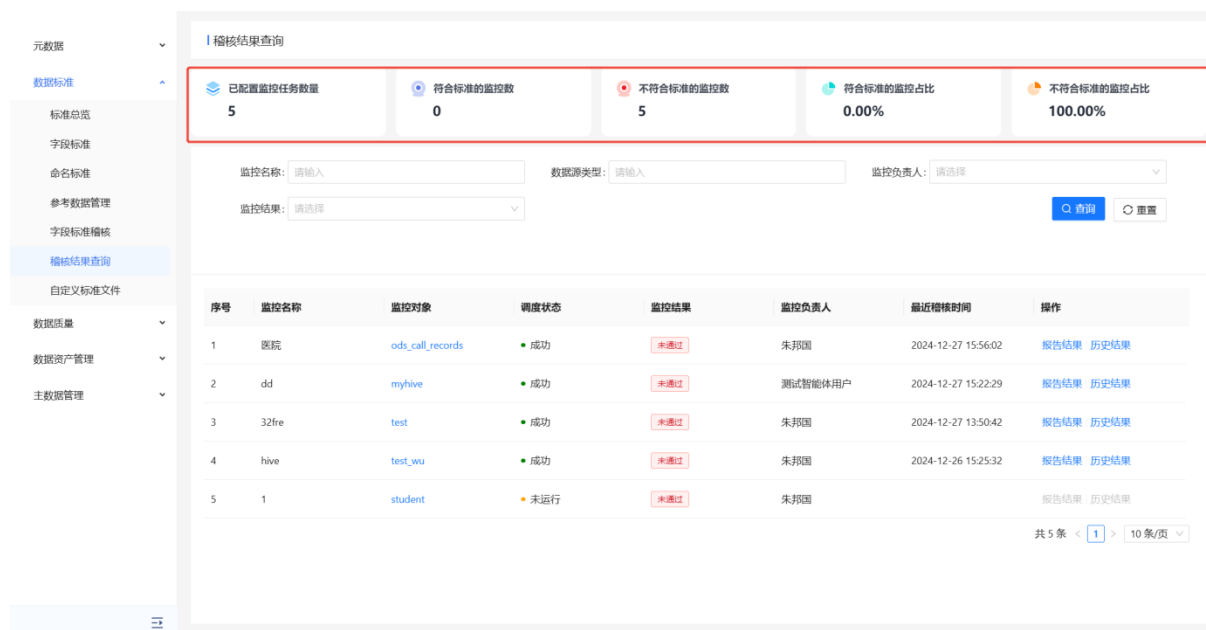 元数据
数据标准
标准总览
字段标准
命名标准
参考数据管理
字段标准稽核
稽核结果查询
自定义标准文件
数据质量
数据资产管理
主数据管理
稽核结果查询
已配置监控任务数量 符合标准的监控数 不符合标准的监控数 符合标准的监控占比 不符合标准的监控占比
5 0 5 0.00% 100.00%
监控名称: 请输入 数据源类型: 请输入 监控负责人: 请选择
监控结果: 请选择 查询 重置
序号 监控名称 监控对象 调度状态 监控结果 监控负责人 最近稽核时间 操作
1 医院 ods_call_records 成功 未通过 朱邦国 2024-12-27 15:56:02 报告结果 历史结果
2 dd myhive 成功 未通过 测试智能体用户 2024-12-27 15:22:29 报告结果 历史结果
3 32fre test 成功 未通过 朱邦国 2024-12-27 13:50:42 报告结果 历史结果
4 hive test_wu 成功 未通过 朱邦国 2024-12-26 15:25:32 报告结果 历史结果
5 1 student 未运行 未通过 朱邦国 报告结果 历史结果
共 5 条 < 1 > 10 条/页